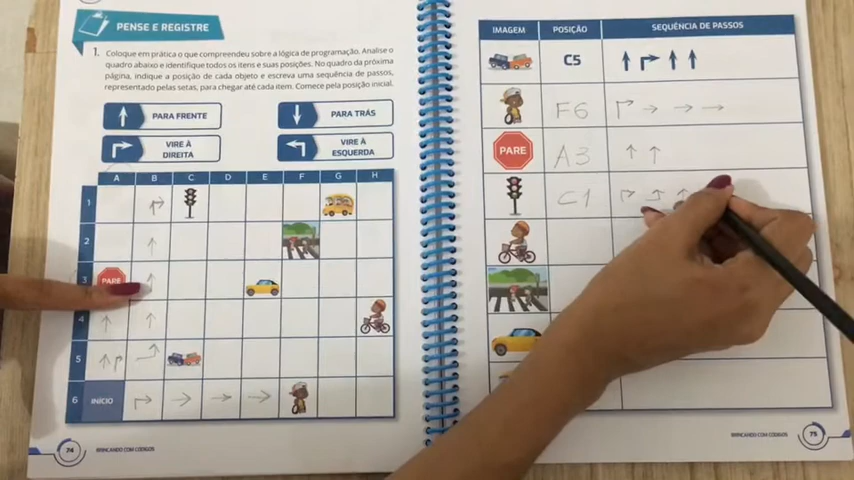 PENSE E REGISTRE
1. Coloque em prática o que compreendeu sobre a lógica de programação. Analise o
quadro abaixo e identifique todos os itens e suas posições. No quadro da próxima
página, indique a posição de cada objeto e escreva uma sequência de passos,
representado pelas setas, para chegar até cada item. Comece pela posição inicial.
PARA FRENTE
PARA TRÁS
VIRE À
DIREITA
VIRE À
ESQUERDA
A B C D E F G H
1
2
3 PARE
4
5
6 INÍCIO
74 BRINCANDO COM CÓDIGOS
IMAGEM POSIÇÃO SEQUÊNCIA DE PASSOS
C5
F6
PARE A3
C1
BRINCANDO COM CÓDIGOS 75